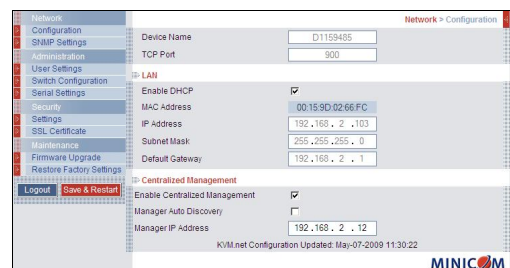 Network
Configuration
SNMP Settings
Administration
User Settings
Switch Configuration
Serial Settings
Security
Settings
SSL Certificate
Maintenance
Firmware Upgrade
Restore Factory Settings
Logout
Save & Restart
Network > Configuration
Device Name D1159485
TCP Port 900
LAN
Enable DHCP
MAC Address 00:15:9D:02:66:FC
IP Address 192.168. 2 .103
Subnet Mask 255.255.255. 0
Default Gateway 192.168. 2 . 1
Centralized Management
Enable Centralized Management
Manager Auto Discovery
Manager IP Address 192.168. 2 . 12
KVM.net Configuration Updated: May-07-2009 11:30:22
MINICOM